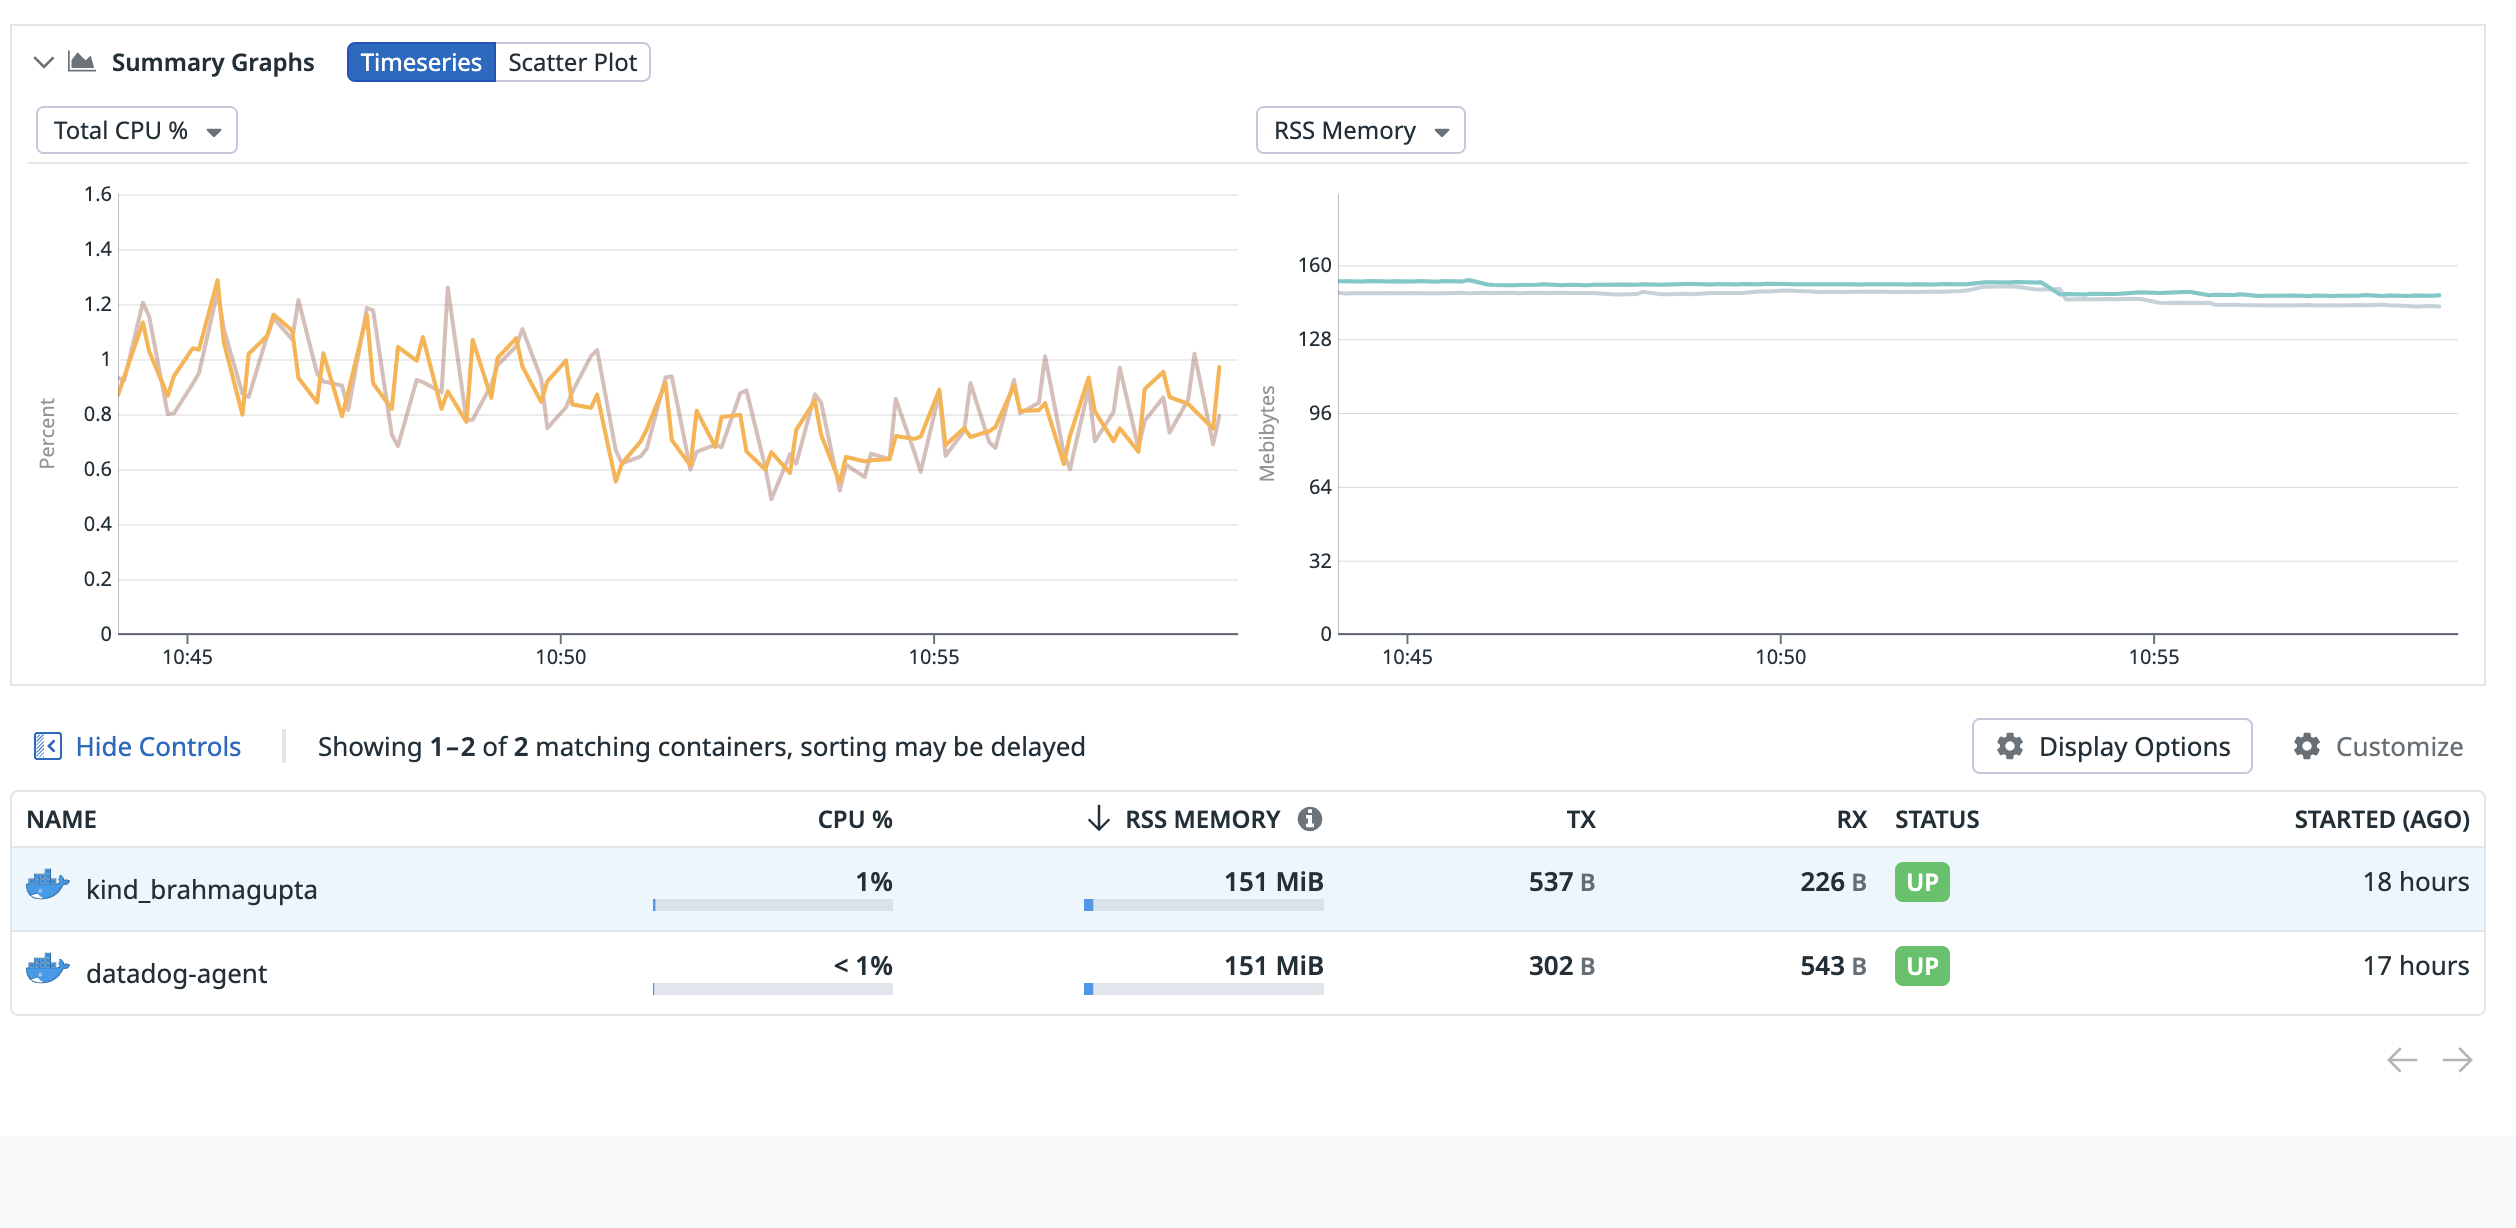 Summary Graphs Timeseries Scatter Plot
Total CPU %
1.6
1.4
1.2
1
0.8
0.6
0.4
0.2
0
Percent
10:45 10:50 10:55
RSS Memory
160
128
96
64
32
0
Mebibytes
10:45 10:50 10:55
Hide Controls Showing 1–2 of 2 matching containers, sorting may be delayed Display Options Customize
NAME CPU % ↓ RSS MEMORY TX RX STATUS STARTED (AGO)
kind_brahmagupta 1% 151 MiB 537 B 226 B UP 18 hours
datadog-agent < 1% 151 MiB 302 B 543 B UP 17 hours